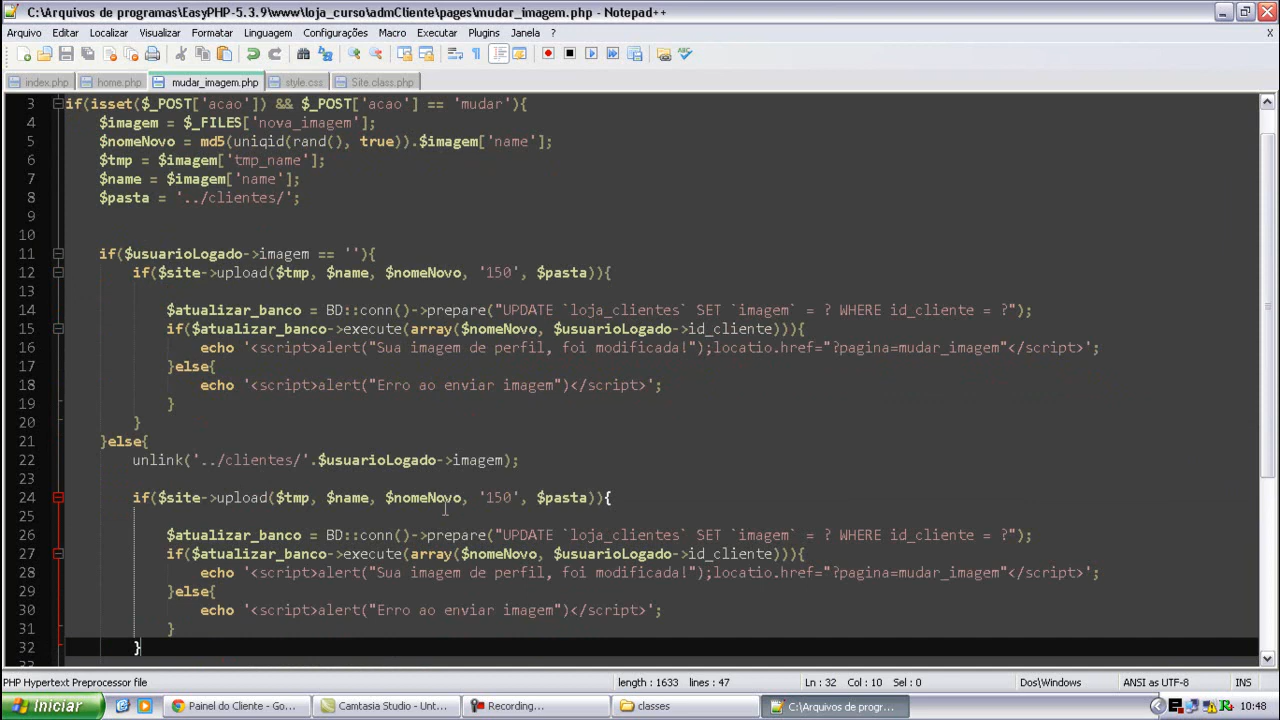 C:\Arquivos de programas\EasyPHP-5.3.9\www\loja_curso\admCliente\pages\mudar_imagem.php - Notepad++
Arquivo Editar Localizar Visualizar Formatar Linguagem Configurações Macro Executar Plugins Janela ? X
index.php home.php mudar_imagem.php style.css Site.class.php
3 if(isset($_POST['acao']) && $_POST['acao'] == 'mudar'){
4 $imagem = $_FILES['nova_imagem'];
5 $nomeNovo = md5(uniqid(rand(), true)).$imagem['name'];
6 $tmp = $imagem['tmp_name'];
7 $name = $imagem['name'];
8 $pasta = '../clientes/';
9
10
11 if($usuarioLogado->imagem == ''){
12 if($site->upload($tmp, $name, $nomeNovo, '150', $pasta)){
13
14 $atualizar_banco = BD::conn()->prepare("UPDATE `loja_clientes` SET `imagem` = ? WHERE id_cliente = ?");
15 if($atualizar_banco->execute(array($nomeNovo, $usuarioLogado->id_cliente))){
16 echo '<script>alert("Sua imagem de perfil, foi modificada!");locatio.href="?pagina=mudar_imagem"</script>';
17 }else{
18 echo '<script>alert("Erro ao enviar imagem")</script>';
19 }
20 }
21 }else{
22 unlink('../clientes/'.$usuarioLogado->imagem);
23
24 if($site->upload($tmp, $name, $nomeNovo, '150', $pasta)){
25
26 $atualizar_banco = BD::conn()->prepare("UPDATE `loja_clientes` SET `imagem` = ? WHERE id_cliente = ?");
27 if($atualizar_banco->execute(array($nomeNovo, $usuarioLogado->id_cliente))){
28 echo '<script>alert("Sua imagem de perfil, foi modificada!");locatio.href="?pagina=mudar_imagem"</script>';
29 }else{
30 echo '<script>alert("Erro ao enviar imagem")</script>';
31 }
32 }
33
PHP Hypertext Preprocessor file length : 1633 lines : 47 Ln : 32 Col : 10 Sel : 0 Dos\Windows ANSI as UTF-8 INS
Iniciar Painel do Cliente - Go... Camtasia Studio - Unt... Recording... classes C:\Arquivos de progr... 10:48